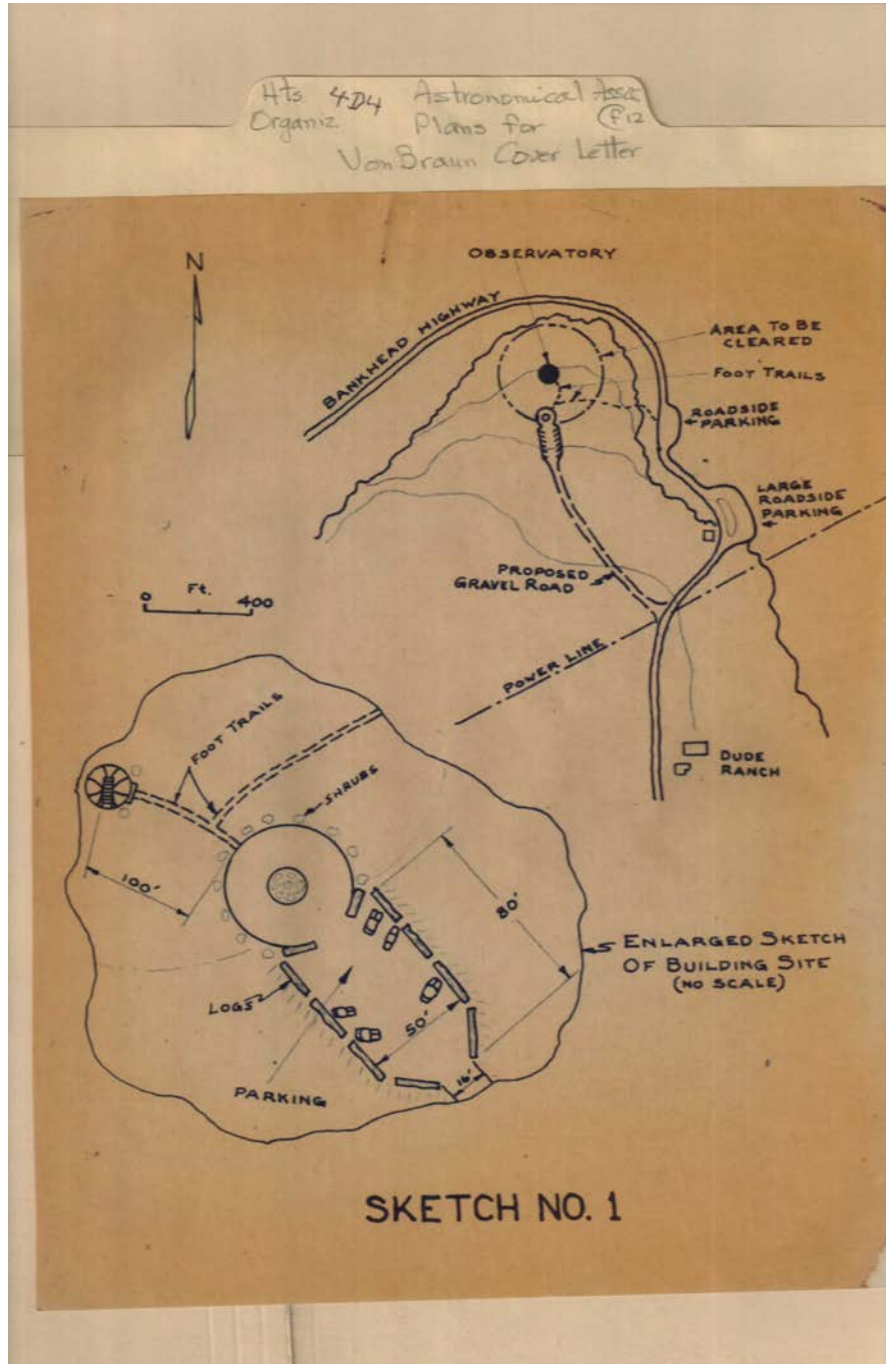 Hts 4D4 Astronomical Assoc
Organiz. Plans for F12
Von Braun Cover Letter
N
OBSERVATORY
BANKHEAD HIGHWAY
AREA TO BE
CLEARED
FOOT TRAILS
ROADSIDE
PARKING
LARGE
ROADSIDE
PARKING
PROPOSED
GRAVEL ROAD
0 Ft. 400
POWER LINE
DUDE
RANCH
FOOT TRAILS
SHRUBS
100'
80'
ENLARGED SKETCH
OF BUILDING SITE
(NO SCALE)
LOGS
50'
16'
PARKING
SKETCH NO. 1